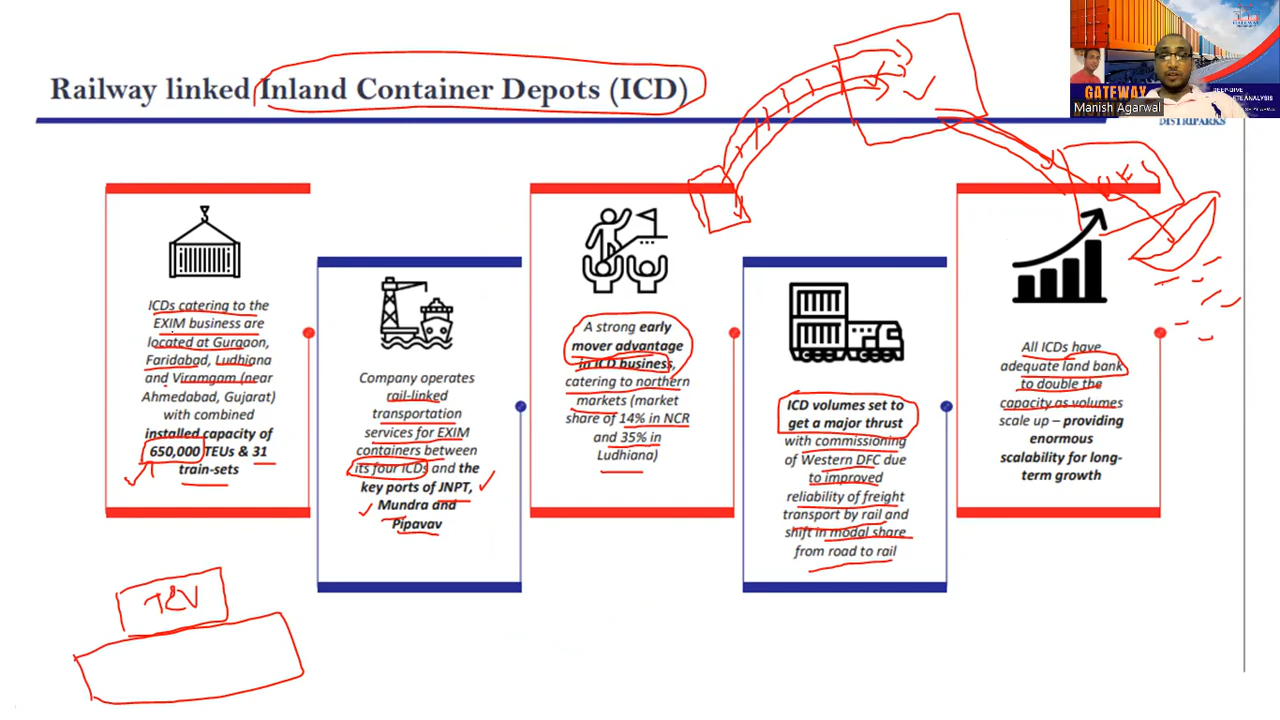 Railway linked Inland Container Depots (ICD)
GATEWAY
Manish Agarwal
DISTRIPARKS
ICDs catering to the
EXIM business are
located at Gurgaon,
Faridabad, Ludhiana
and Viramgam (near
Ahmedabad, Gujarat)
with combined
installed capacity of
650,000 TEUs & 31
train-sets
Company operates
rail-linked
transportation
services for EXIM
containers between
its four ICDs and the
key ports of JNPT,
Mundra and
Pipavav
A strong early
mover advantage
in ICD business,
catering to northern
markets (market
share of 14% in NCR
and 35% in
Ludhiana)
ICD volumes set to
get a major thrust
with commissioning
of Western DFC due
to improved
reliability of freight
transport by rail and
shift in modal share
from road to rail
All ICDs have
adequate land bank
to double the
capacity as volumes
scale up – providing
enormous
scalability for long-
term growth